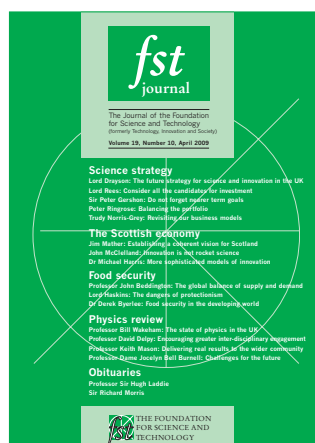 fst
journal
The Journal of the Foundation
for Science and Technology
(formerly Technology, Innovation and Society)
Volume 19, Number 10, April 2009
Science strategy
Lord Drayson: The future strategy for science and innovation in the UK
Lord Rees: Consider all the candidates for investment
Sir Peter Gershon: Do not forget nearer term goals
Peter Ringrose: Balancing the portfolio
Trudy Norris-Grey: Revisiting our business models
The Scottish economy
Jim Mather: Establishing a coherent vision for Scotland
John McClelland: Innovation is not rocket science
Dr Michael Harris: More sophisticated models of innovation
Food security
Professor John Beddington: The global balance of supply and demand
Lord Haskins: The dangers of protectionism
Dr Derek Byerlee: Food security in the developing world
Physics review
Professor Bill Wakeham: The state of physics in the UK
Professor David Delpy: Encouraging greater inter-disciplinary engagement
Professor Keith Mason: Delivering real results to the wider community
Professor Dame Jocelyn Bell Burnell: Challenges for the future
Obituaries
Professor Sir Hugh Laddie
Sir Richard Morris
fst
THE FOUNDATION
FOR SCIENCE AND
TECHNOLOGY